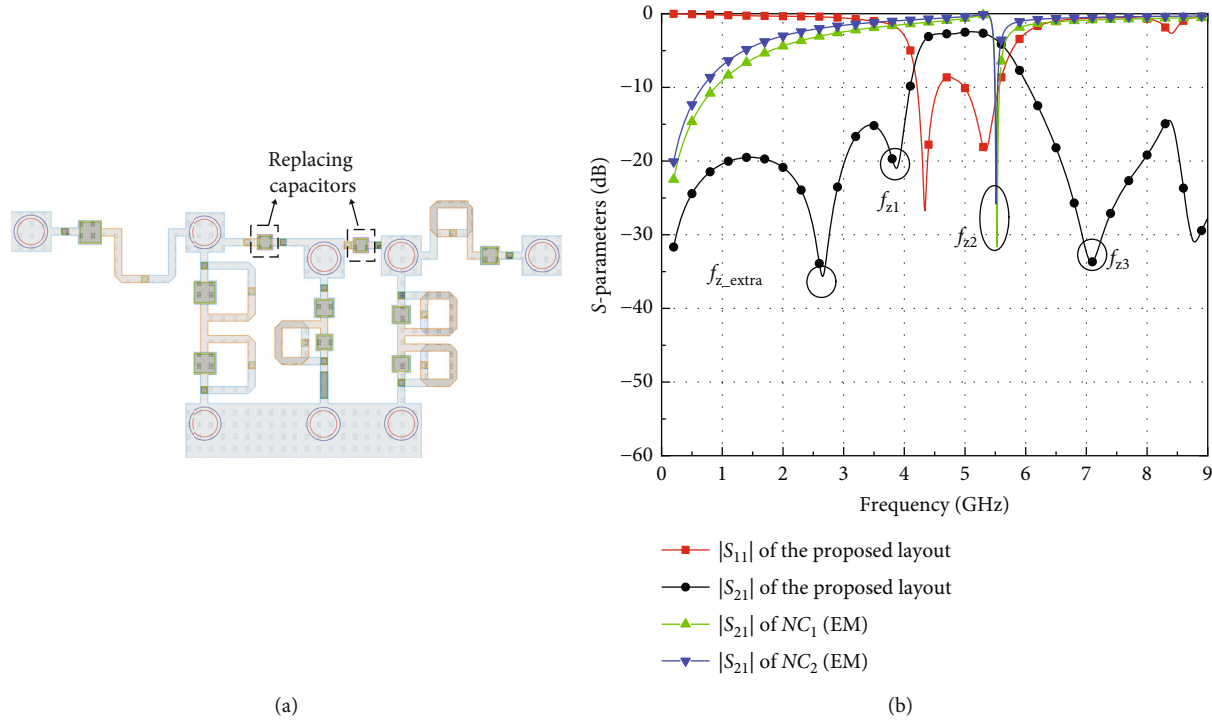 Replacing
capacitors
(a)
S-parameters (dB)
0
−10
−20
−30
−40
−50
−60
f_z1
f_z2
f_z3
f_z_extra
0 1 2 3 4 5 6 7 8 9
Frequency (GHz)
|S11| of the proposed layout
|S21| of the proposed layout
|S21| of NC1 (EM)
|S21| of NC2 (EM)
(b)